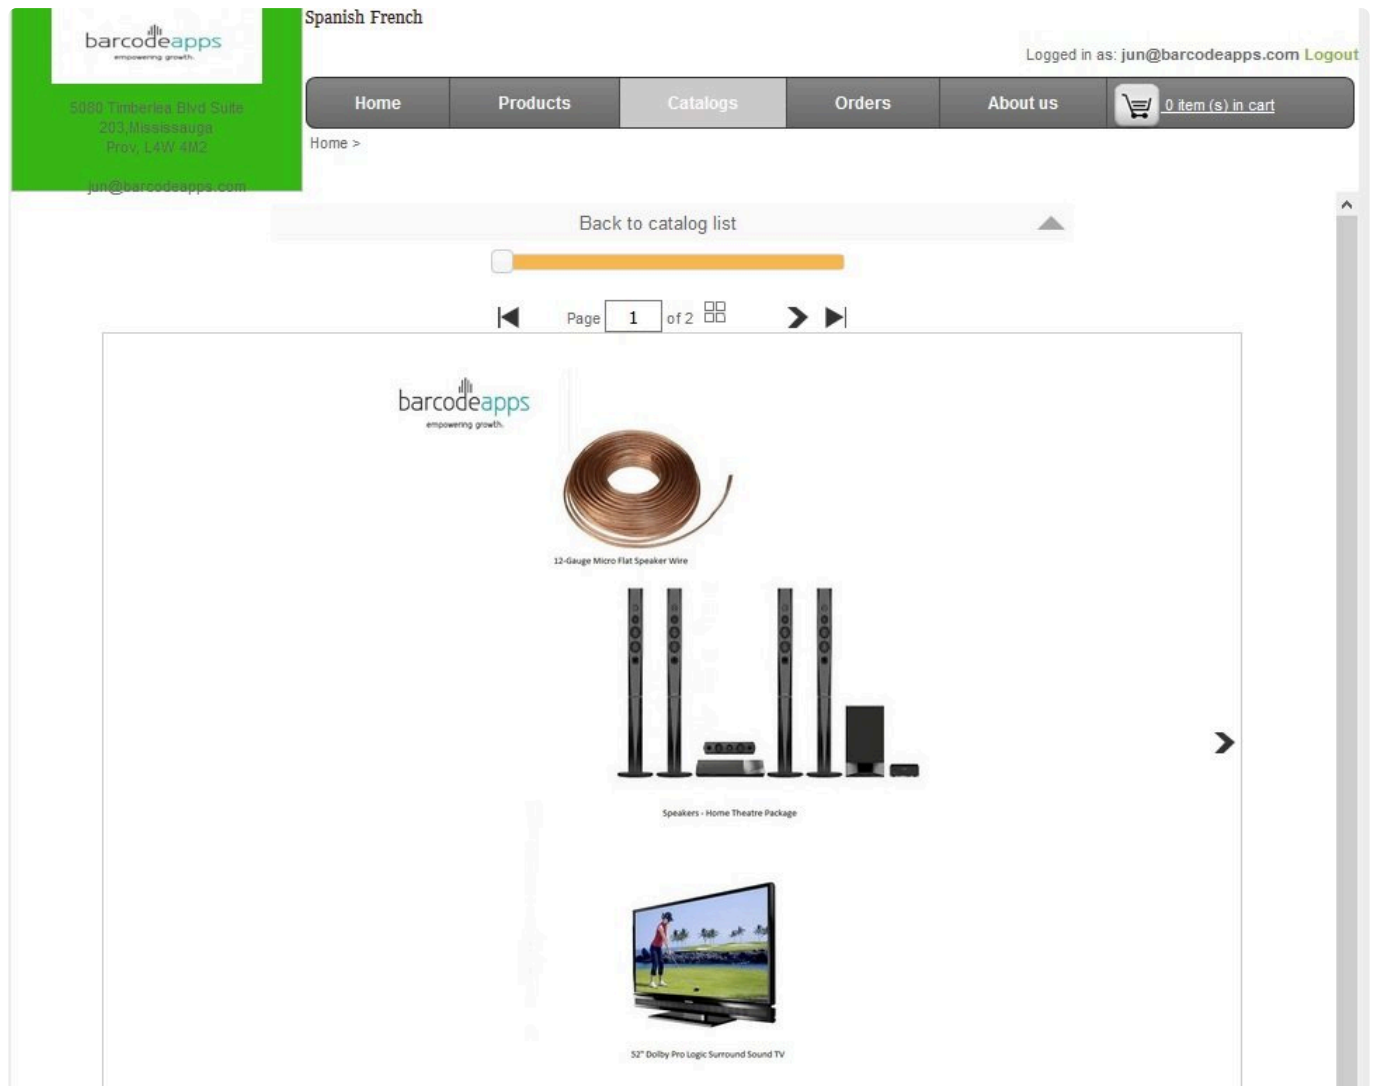 barcodeapps
empowering growth.
5080 Timberlea Blvd Suite
203,Mississauga
Prov, L4W 4M2
jun@barcodeapps.com
Spanish French
Logged in as: jun@barcodeapps.com Logout
Home Products Catalogs Orders About us 0 item (s) in cart
Home >
Back to catalog list
Page 1 of 2
barcodeapps
empowering growth.
12-Gauge Micro Flat Speaker Wire
Speakers - Home Theatre Package
52" Dolby Pro Logic Surround Sound TV